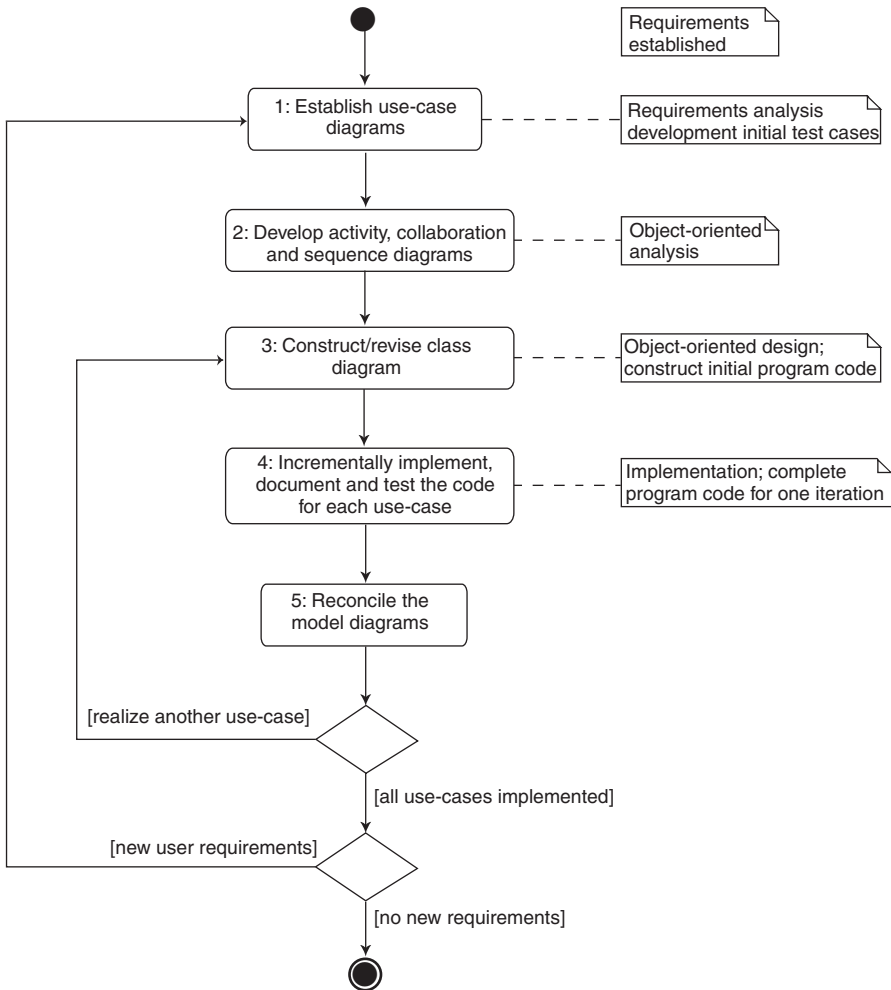 Requirements
established
1: Establish use-case
diagrams
Requirements analysis
development initial test cases
2: Develop activity, collaboration
and sequence diagrams
Object-oriented
analysis
3: Construct/revise class
diagram
Object-oriented design;
construct initial program code
4: Incrementally implement,
document and test the code
for each use-case
Implementation; complete
program code for one iteration
5: Reconcile the
model diagrams
[realize another use-case]
[all use-cases implemented]
[new user requirements]
[no new requirements]